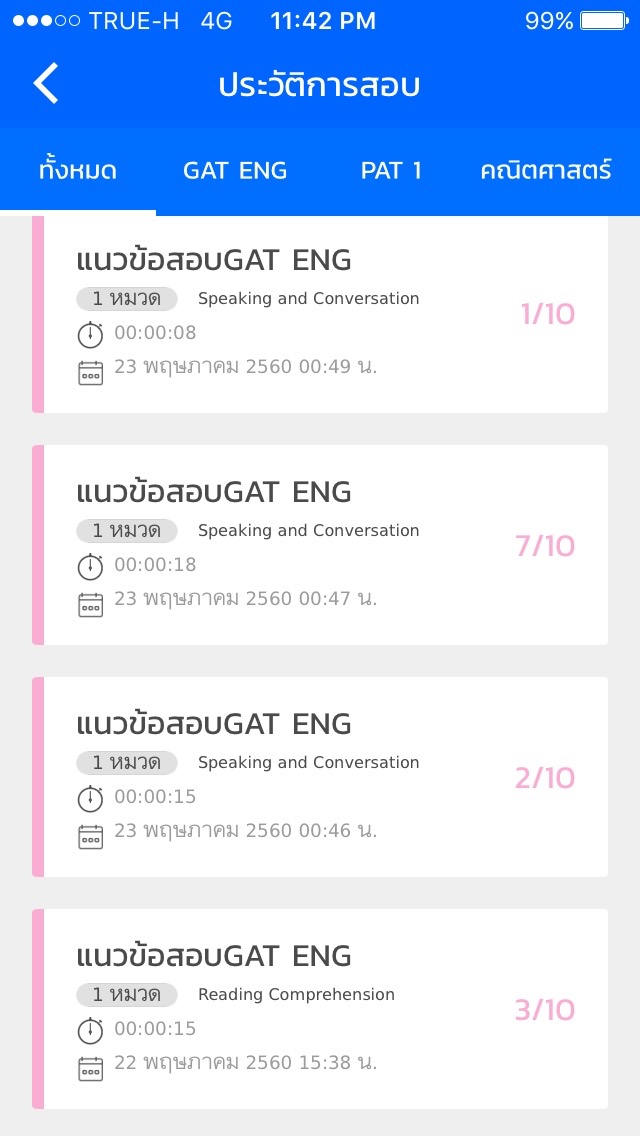 TRUE-H 4G 11:42 PM 99%
ประวัติการสอบ
ทั้งหมด GAT ENG PAT 1 คณิตศาสตร์
แนวข้อสอบGAT ENG
1 หมวด Speaking and Conversation
1/10
00:00:08
23 พฤษภาคม 2560 00:49 น.
แนวข้อสอบGAT ENG
1 หมวด Speaking and Conversation
7/10
00:00:18
23 พฤษภาคม 2560 00:47 น.
แนวข้อสอบGAT ENG
1 หมวด Speaking and Conversation
2/10
00:00:15
23 พฤษภาคม 2560 00:46 น.
แนวข้อสอบGAT ENG
1 หมวด Reading Comprehension
3/10
00:00:15
22 พฤษภาคม 2560 15:38 น.